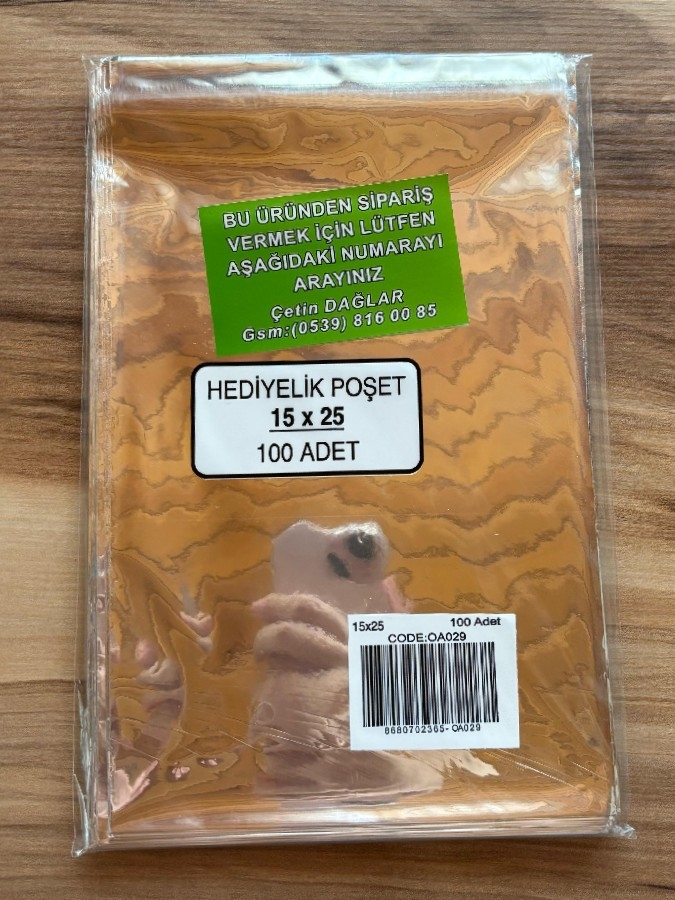 BU ÜRÜNDEN SİPARİŞ
VERMEK İÇİN LÜTFEN
AŞAĞIDAKİ NUMARAYI
ARAYINIZ
Çetin DAĞLAR
Gsm:(0539) 816 00 85
HEDİYELİK POŞET
15 x 25
100 ADET
15x25 100 Adet
CODE:OA029
8680702365-OA029